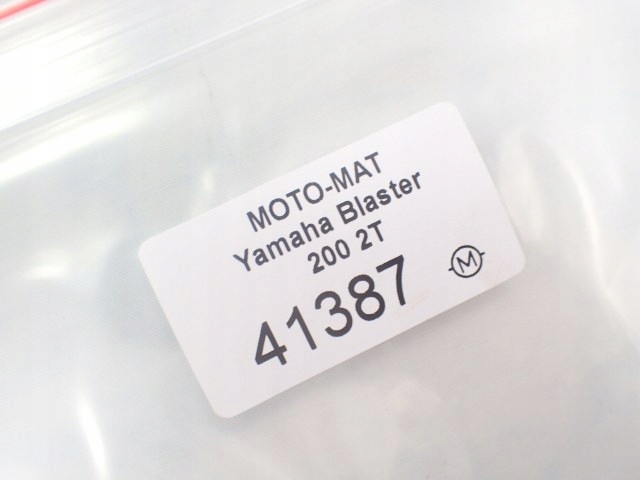 MOTO-MAT
Yamaha Blaster
200 2T
41387
M